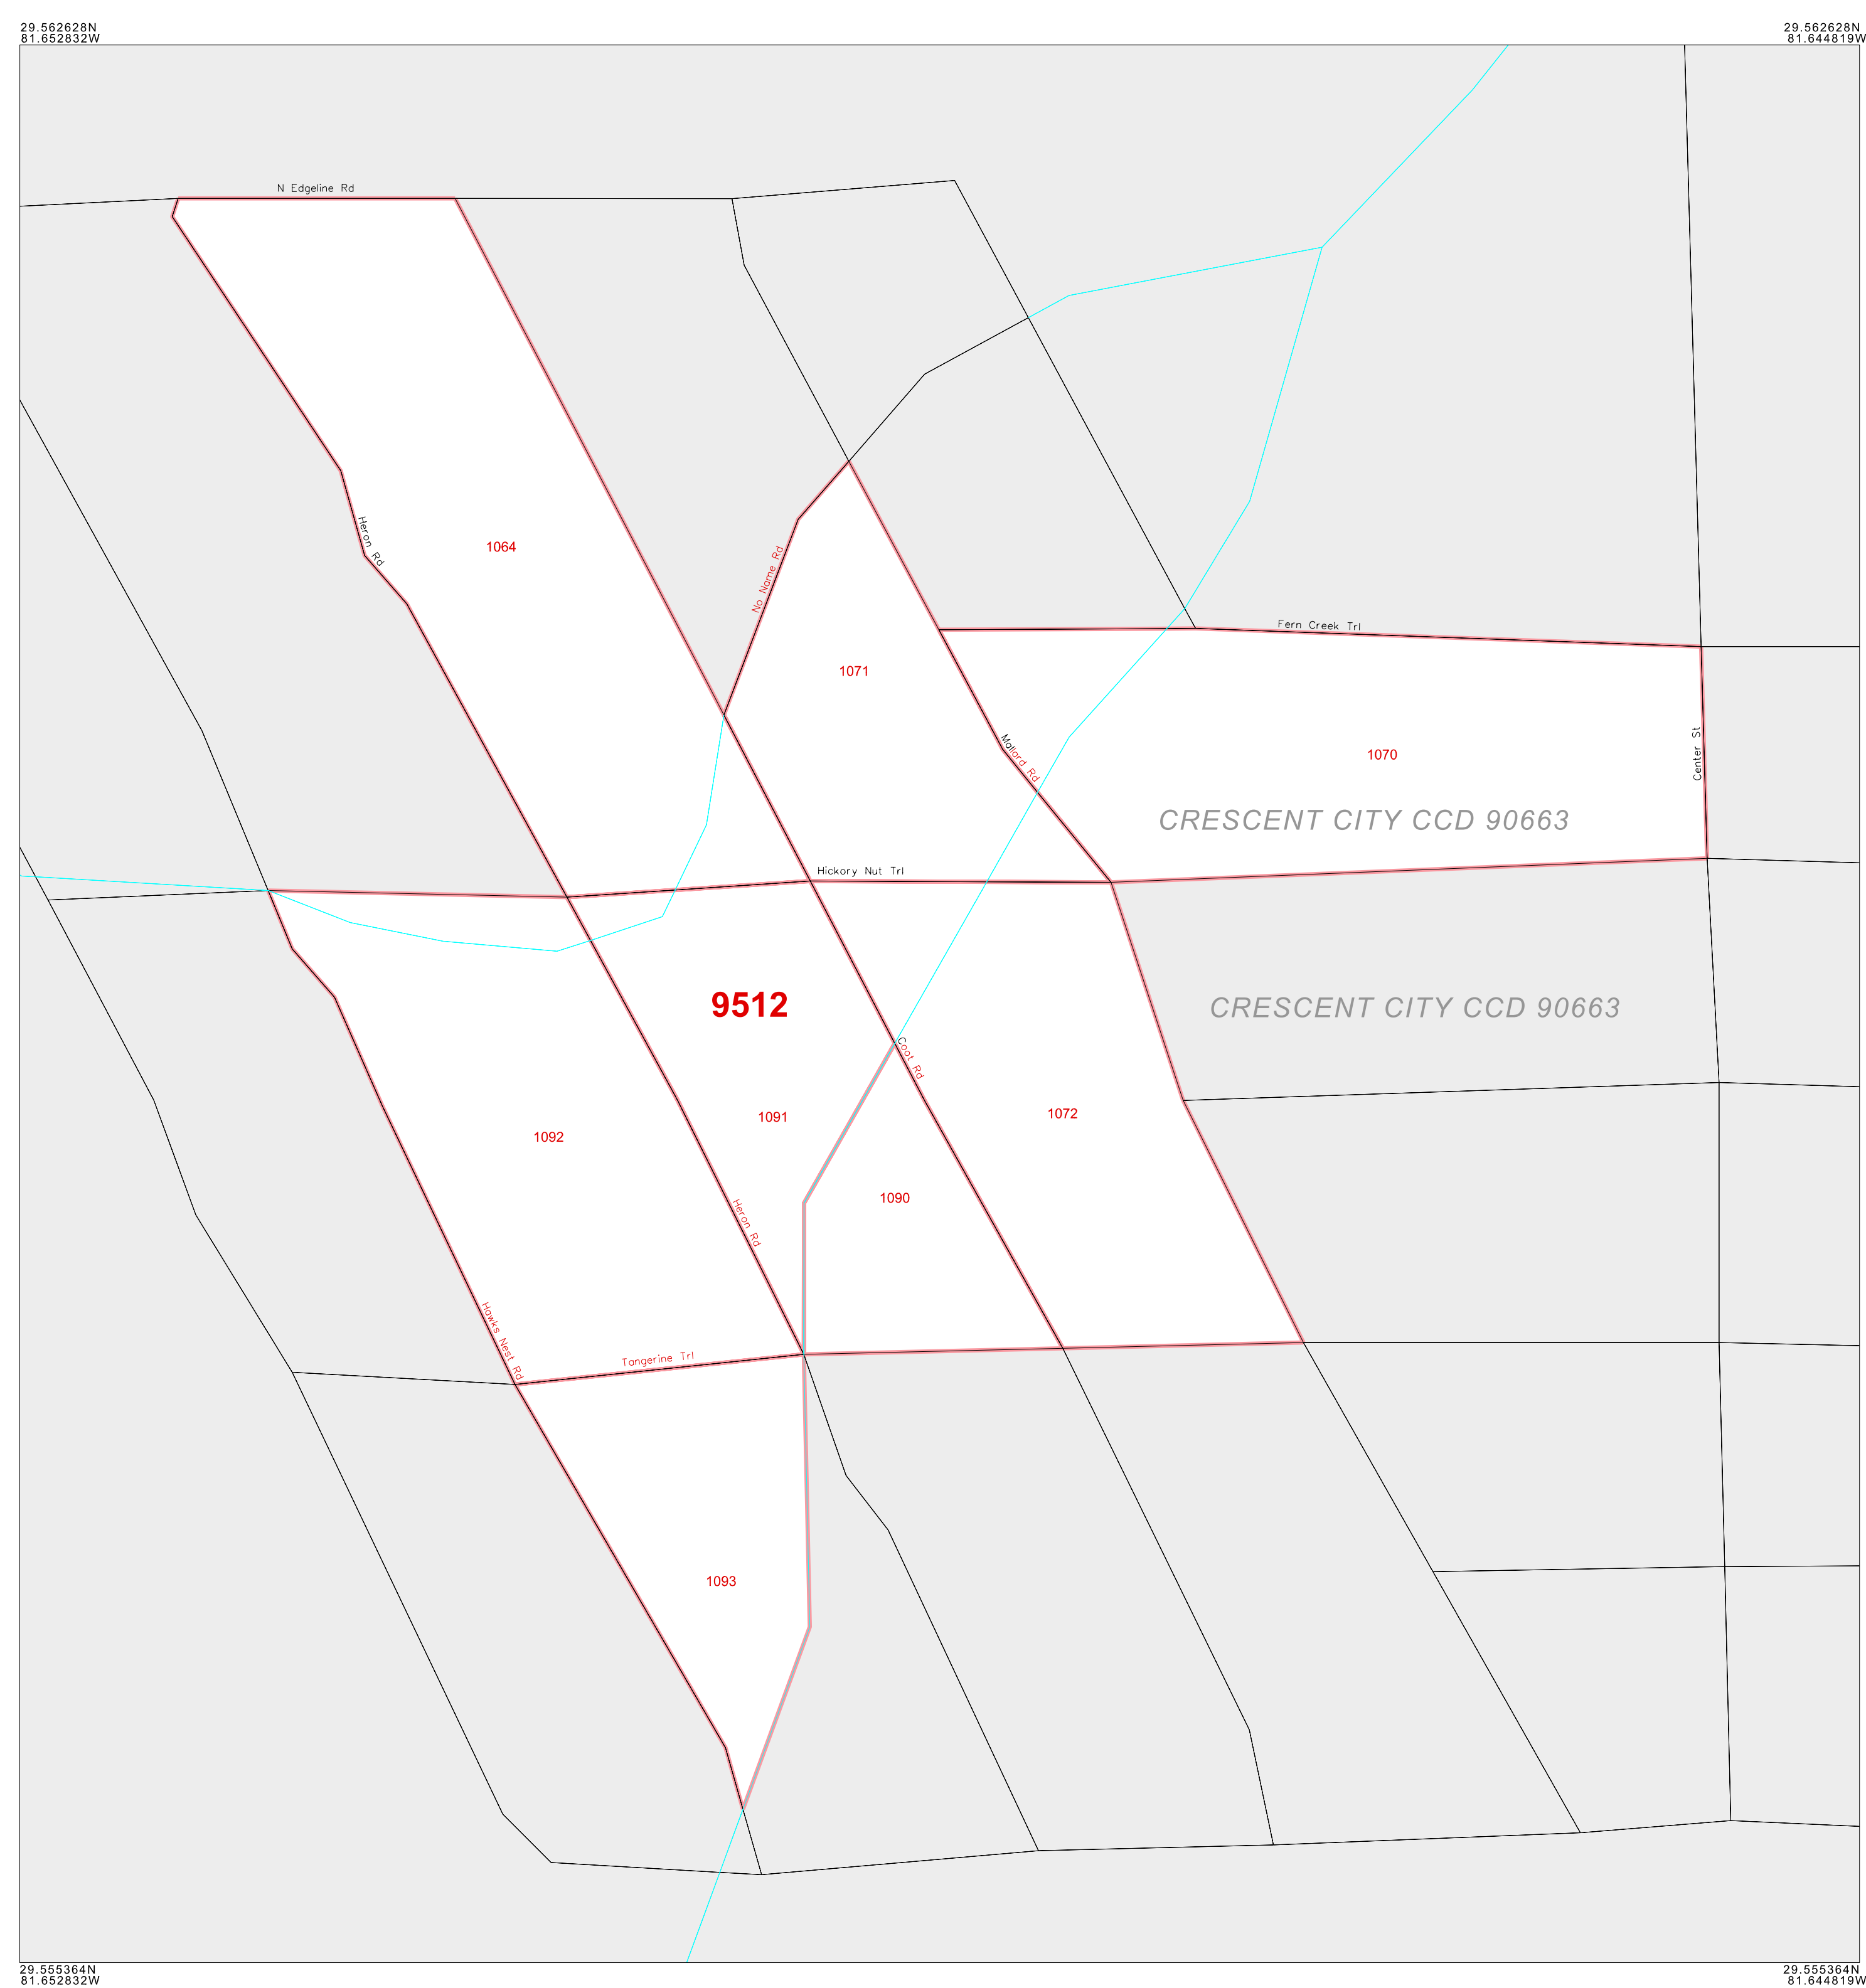 29.562628N
81.652832W
29.562628N
81.644819W
N Edgeline Rd
Heron Rd
1064
No Name Rd
Fern Creek Trl
1071
Mallard Rd
Center St
1070
CRESCENT CITY CCD 90663
Hickory Nut Trl
9512
CRESCENT CITY CCD 90663
Coot Rd
1091
1072
1092
1090
Heron Rd
Hawks Nest Rd
Tangerine Trl
1093
29.555364N
81.652832W
29.555364N
81.644819W